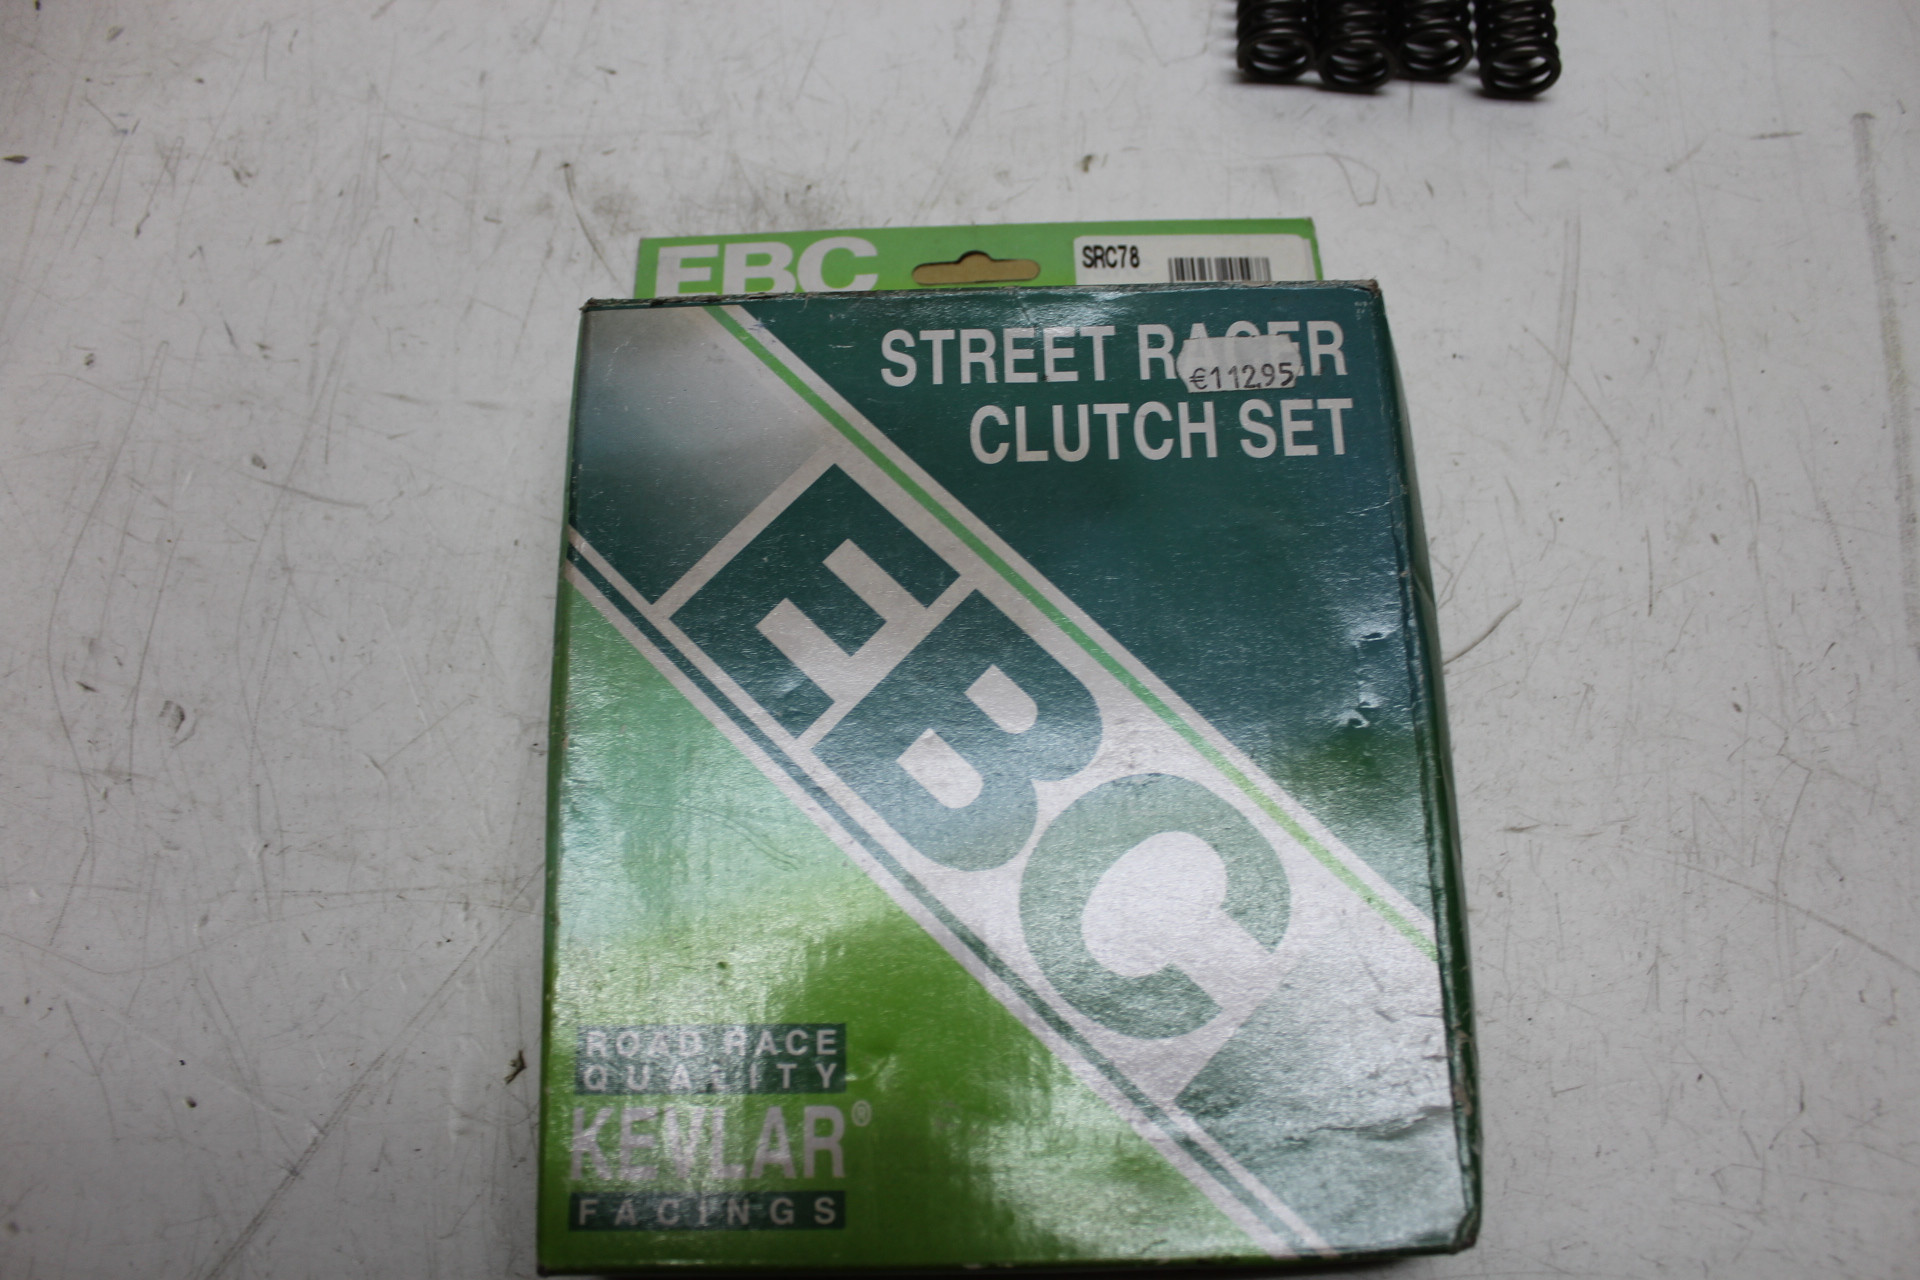 EBC
SRC78
STREET RACER
€112.95
CLUTCH SET
EBC
ROAD RACE
QUALITY
KEVLAR®
FACINGS